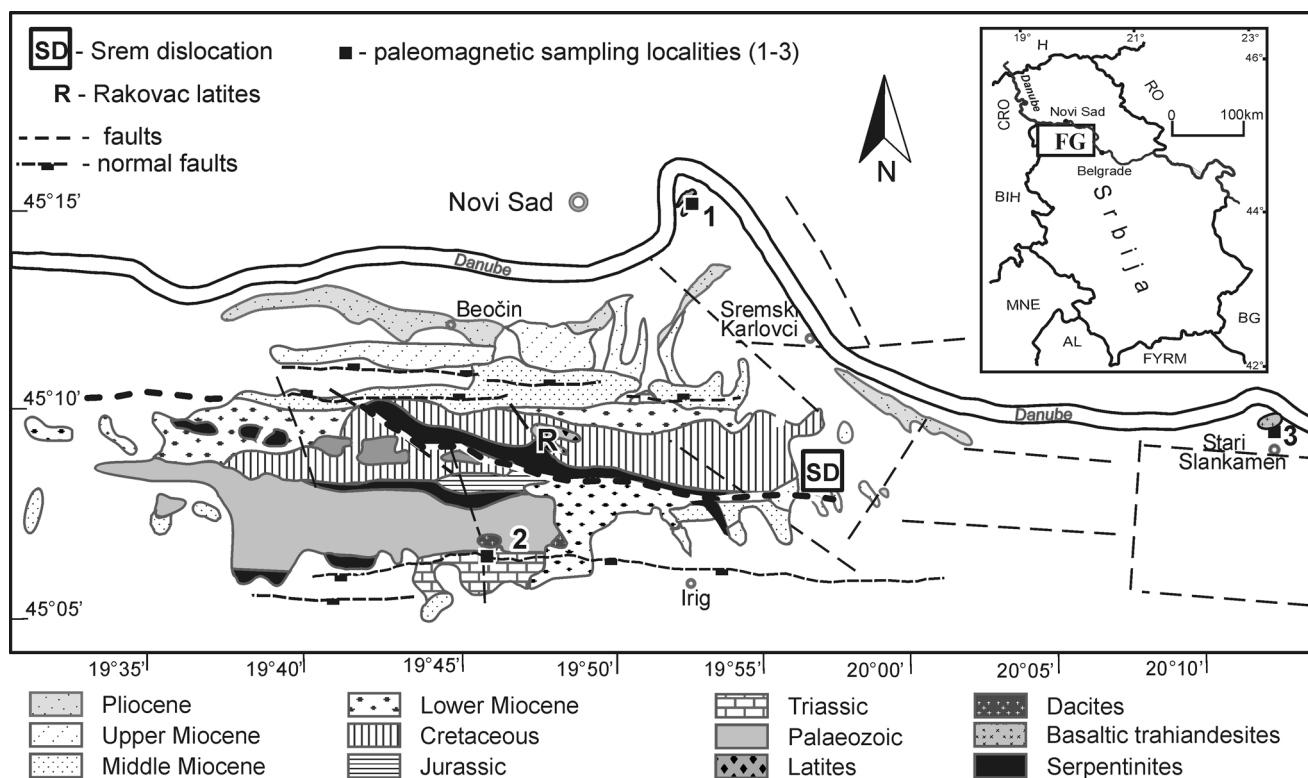 SD - Srem dislocation
■ - paleomagnetic sampling localities (1-3)
R - Rakovac latites
- faults
- normal faults
N
19°
21°
23°
H
46°
Danube
RO
CRO
Novi Sad
0 100km
FG
Belgrade
BIH
Srbija
44°
MNE
BG
AL
FYRM
42°
45°15'
Novi Sad
1
Danube
Beočin
Sremski
Karlovci
45°10'
Danube
R
3
Stari
Slankamen
SD
2
Irig
45°05'
19°35' 19°40' 19°45' 19°50' 19°55' 20°00' 20°05' 20°10'
Pliocene
Lower Miocene
Triassic
Dacites
Upper Miocene
Cretaceous
Palaeozoic
Basaltic trahiandesites
Middle Miocene
Jurassic
Latites
Serpentinites